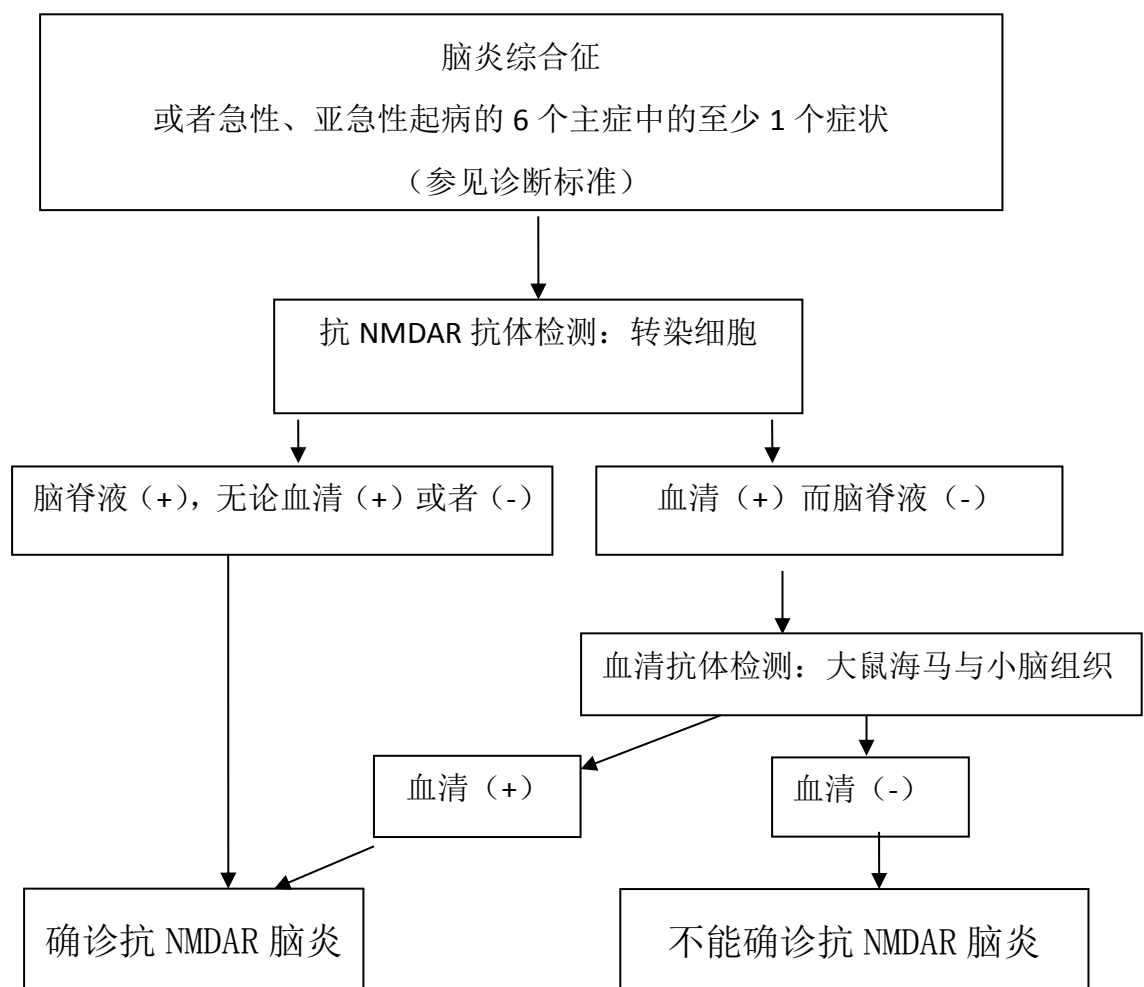 脑炎综合征
或者急性、亚急性起病的 6 个主症中的至少 1 个症状
（参见诊断标准）
抗 NMDAR 抗体检测：转染细胞
脑脊液（+），无论血清（+）或者（-）
血清（+）而脑脊液（-）
血清抗体检测：大鼠海马与小脑组织
血清（+）
血清（-）
确诊抗 NMDAR 脑炎
不能确诊抗 NMDAR 脑炎